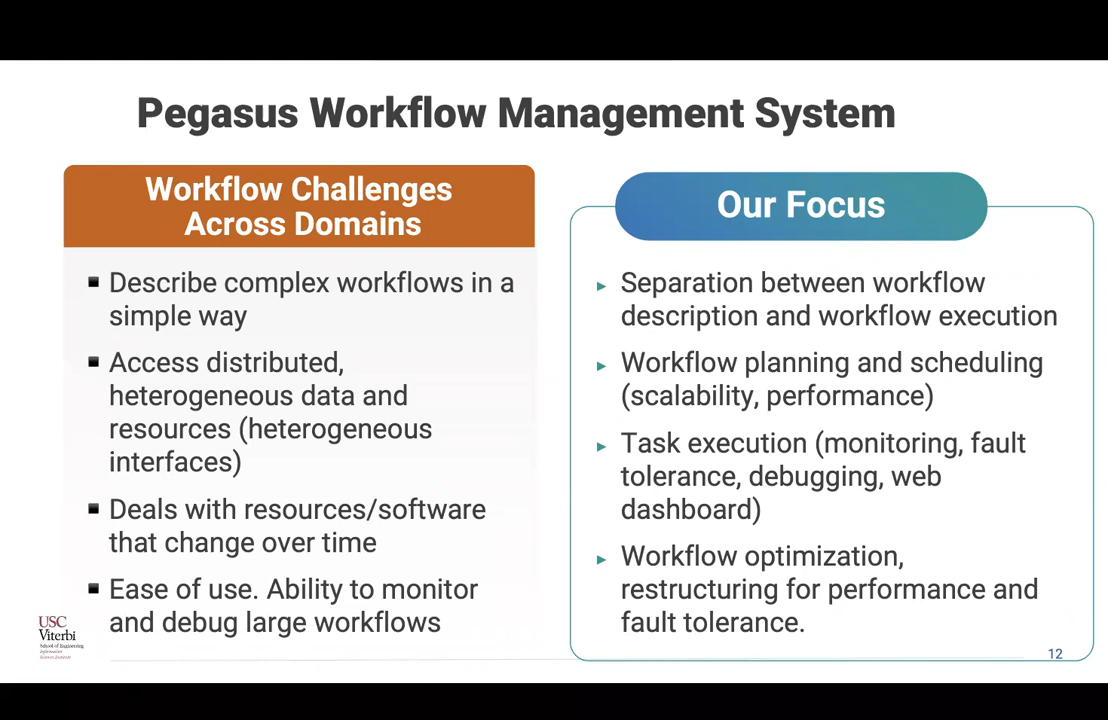 Pegasus Workflow Management System
Workflow Challenges
Across Domains
Describe complex workflows in a
simple way
Access distributed,
heterogeneous data and
resources (heterogeneous
interfaces)
Deals with resources/software
that change over time
Ease of use. Ability to monitor
and debug large workflows
Our Focus
Separation between workflow
description and workflow execution
Workflow planning and scheduling
(scalability, performance)
Task execution (monitoring, fault
tolerance, debugging, web
dashboard)
Workflow optimization,
restructuring for performance and
fault tolerance.
USC
Viterbi
School of Engineering
Information
Sciences Institute
12